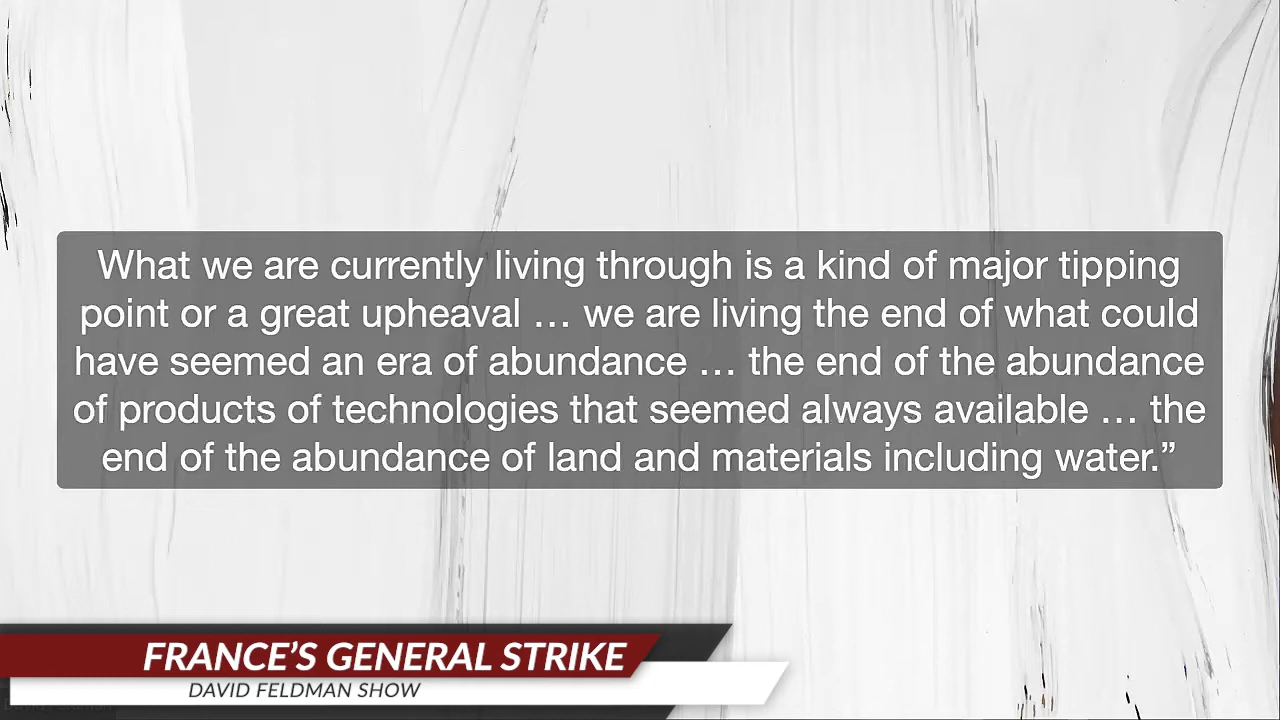 What we are currently living through is a kind of major tipping
point or a great upheaval … we are living the end of what could
have seemed an era of abundance … the end of the abundance
of products of technologies that seemed always available … the
end of the abundance of land and materials including water.”
FRANCE’S GENERAL STRIKE
DAVID FELDMAN SHOW